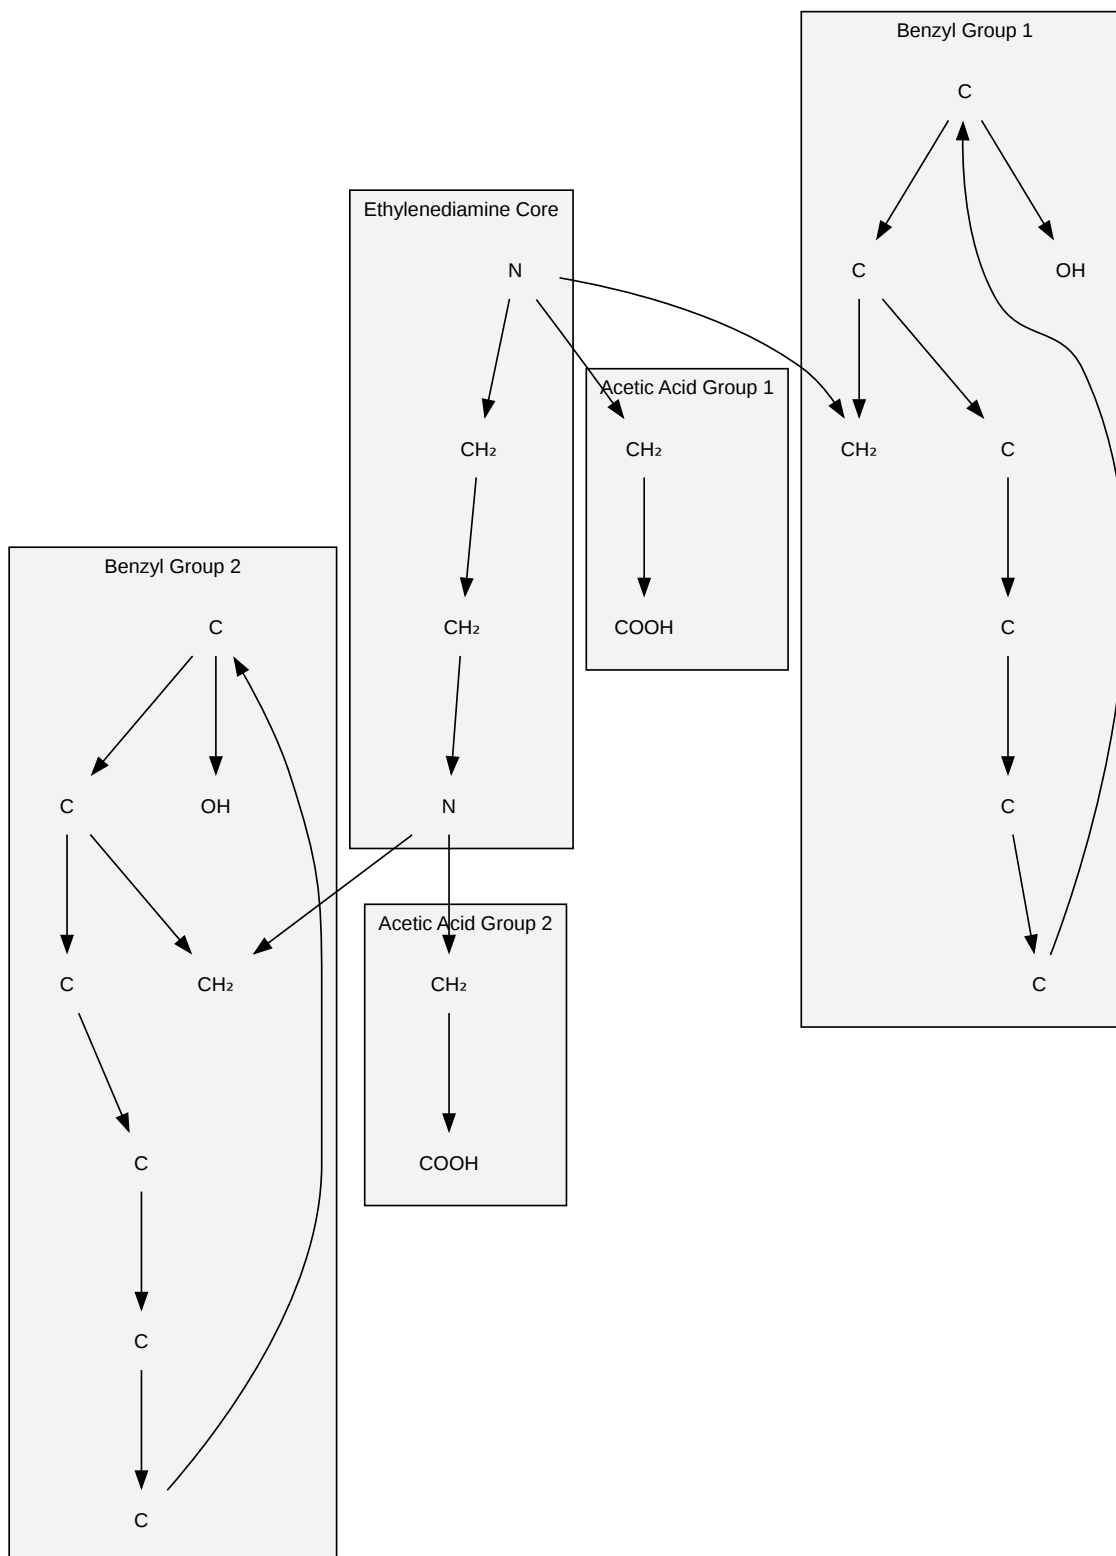 Benzyl Group 1
C
C
OH
CH₂
C
C
C
C
Ethylenediamine Core
N
CH₂
CH₂
N
Acetic Acid Group 1
CH₂
COOH
Benzyl Group 2
C
C
OH
C
CH₂
C
C
C
Acetic Acid Group 2
CH₂
COOH